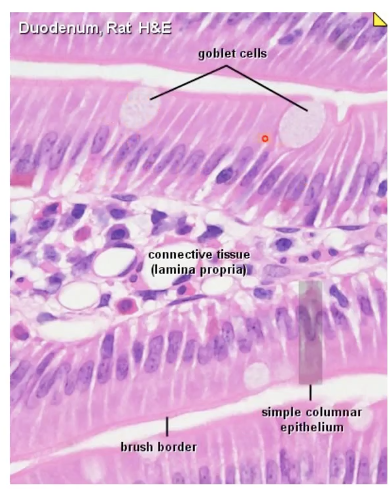 Duodenum, Rat H&E
goblet cells
connective tissue
(lamina propria)
simple columnar
epithelium
brush border